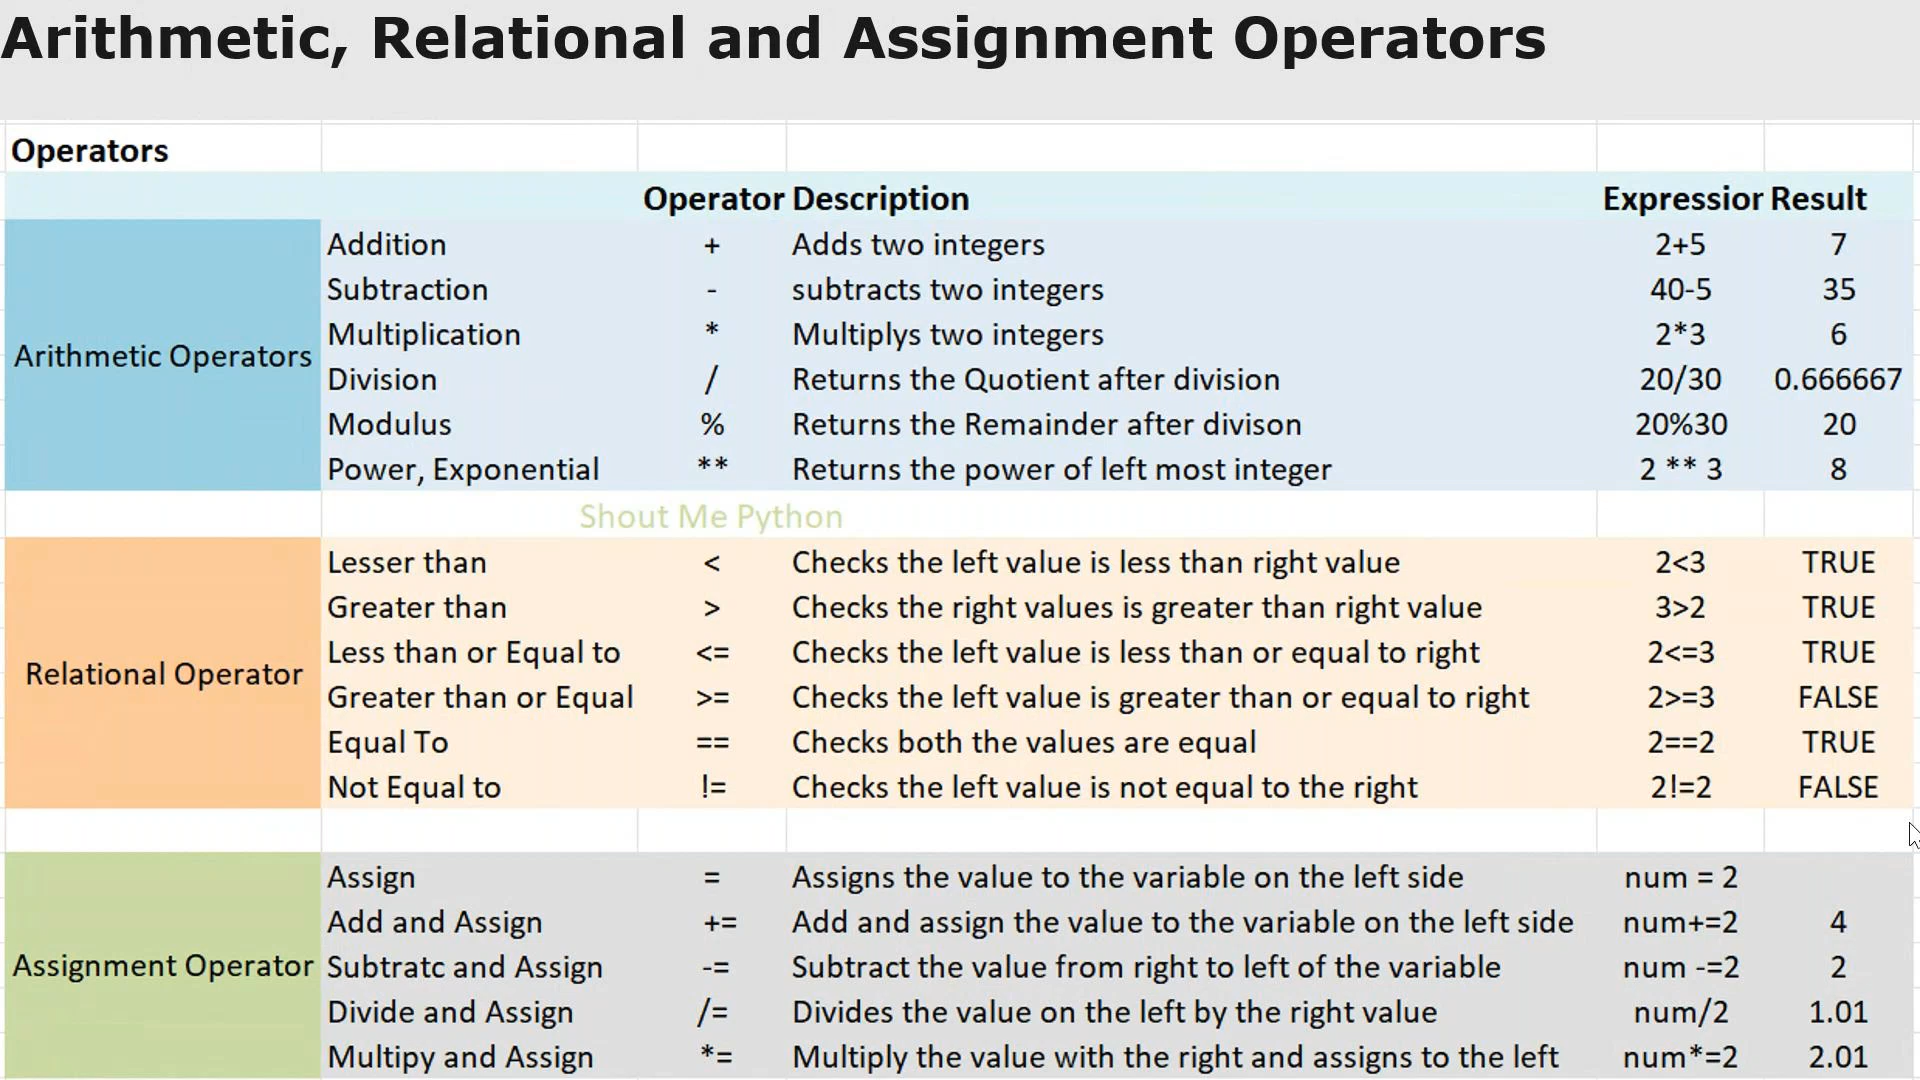 Arithmetic, Relational and Assignment Operators
Operators
Operator Description Expression Result
Arithmetic Operators
Addition + Adds two integers 2+5 7
Subtraction - subtracts two integers 40-5 35
Multiplication * Multiplys two integers 2*3 6
Division / Returns the Quotient after division 20/30 0.666667
Modulus % Returns the Remainder after divison 20%30 20
Power, Exponential ** Returns the power of left most integer 2 ** 3 8
Shout Me Python
Relational Operator
Lesser than < Checks the left value is less than right value 2<3 TRUE
Greater than > Checks the right values is greater than right value 3>2 TRUE
Less than or Equal to <= Checks the left value is less than or equal to right 2<=3 TRUE
Greater than or Equal >= Checks the left value is greater than or equal to right 2>=3 FALSE
Equal To == Checks both the values are equal 2==2 TRUE
Not Equal to != Checks the left value is not equal to the right 2!=2 FALSE
Assignment Operator
Assign = Assigns the value to the variable on the left side num = 2
Add and Assign += Add and assign the value to the variable on the left side num+=2 4
Subtratc and Assign -= Subtract the value from right to left of the variable num -=2 2
Divide and Assign /= Divides the value on the left by the right value num/2 1.01
Multipy and Assign *= Multiply the value with the right and assigns to the left num*=2 2.01